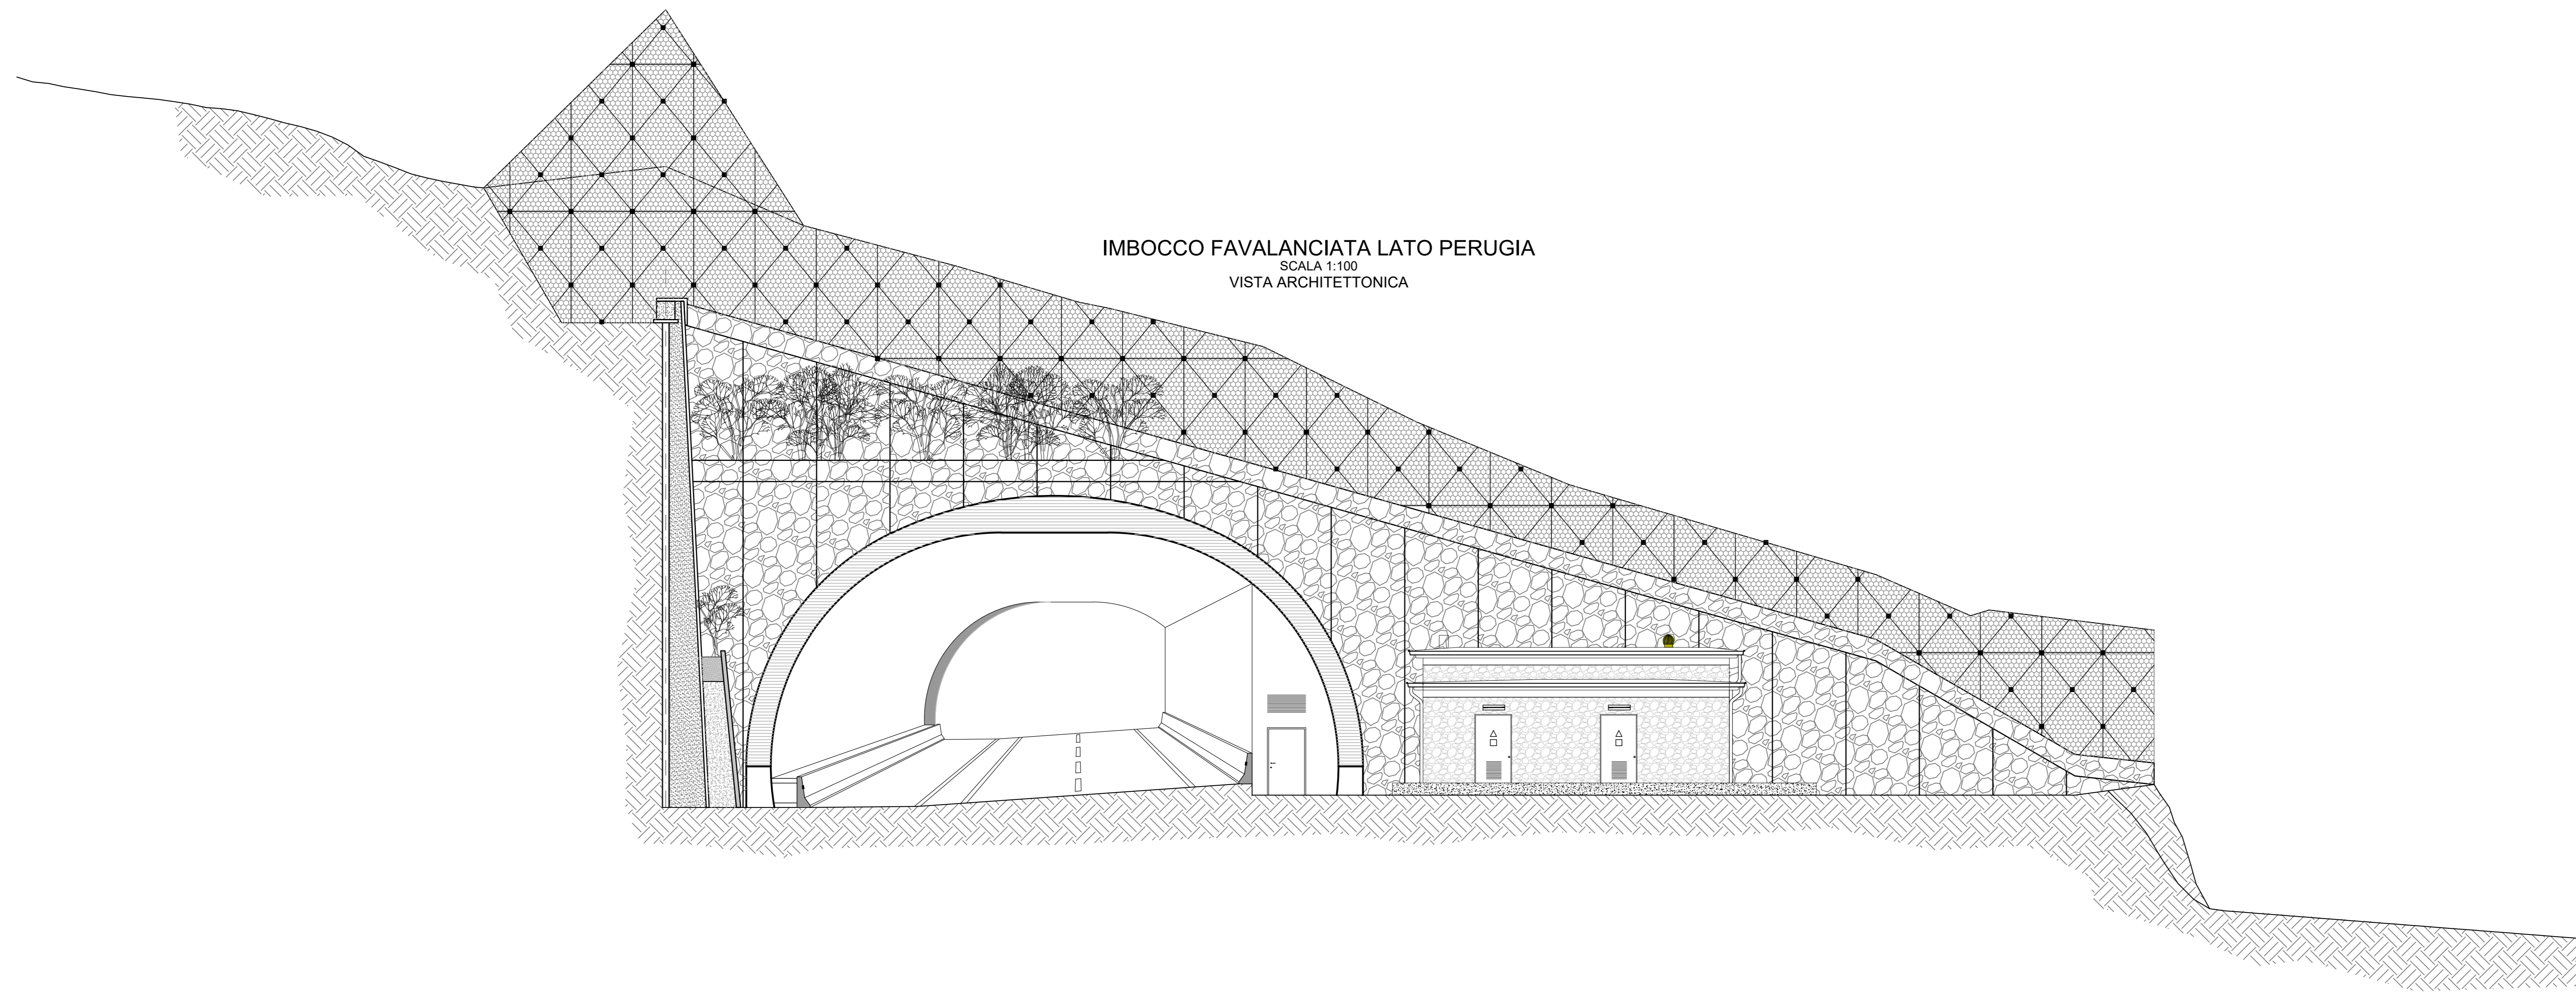 IMBOCCO FAVALANCIATA LATO PERUGIA
SCALA 1:100
VISTA ARCHITETTONICA